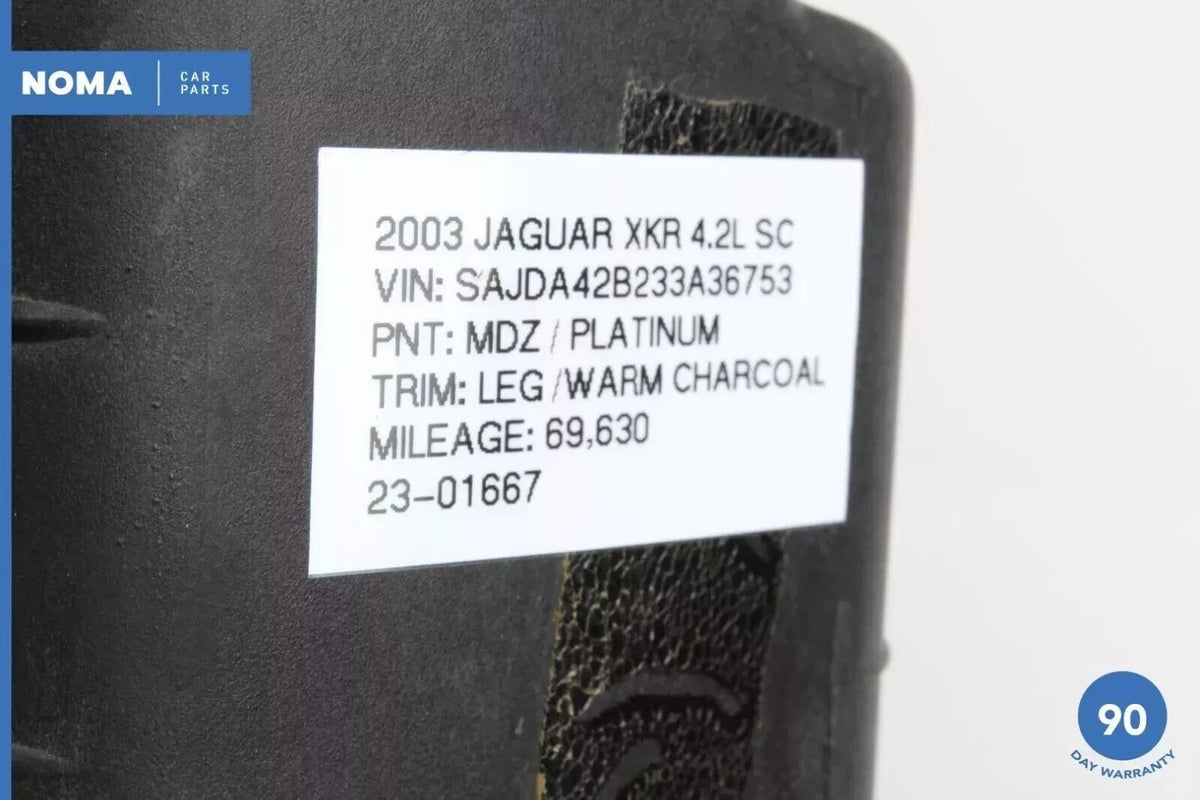 NOMA
CAR
PARTS
2003 JAGUAR XKR 4.2L SC
VIN: SAJDA42B233A36753
PNT: MDZ / PLATINUM
TRIM: LEG /WARM CHARCOAL
MILEAGE: 69,630
23-01667
90
DAY WARRANTY